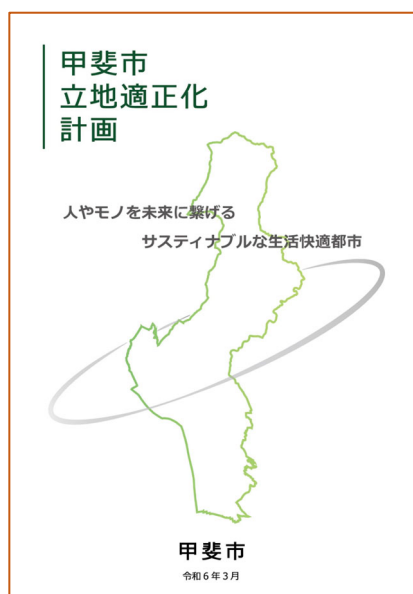 甲斐市
立地適正化
計画
人やモノを未来に繋げる
サスティナブルな生活快適都市
甲斐市
令和6年3月